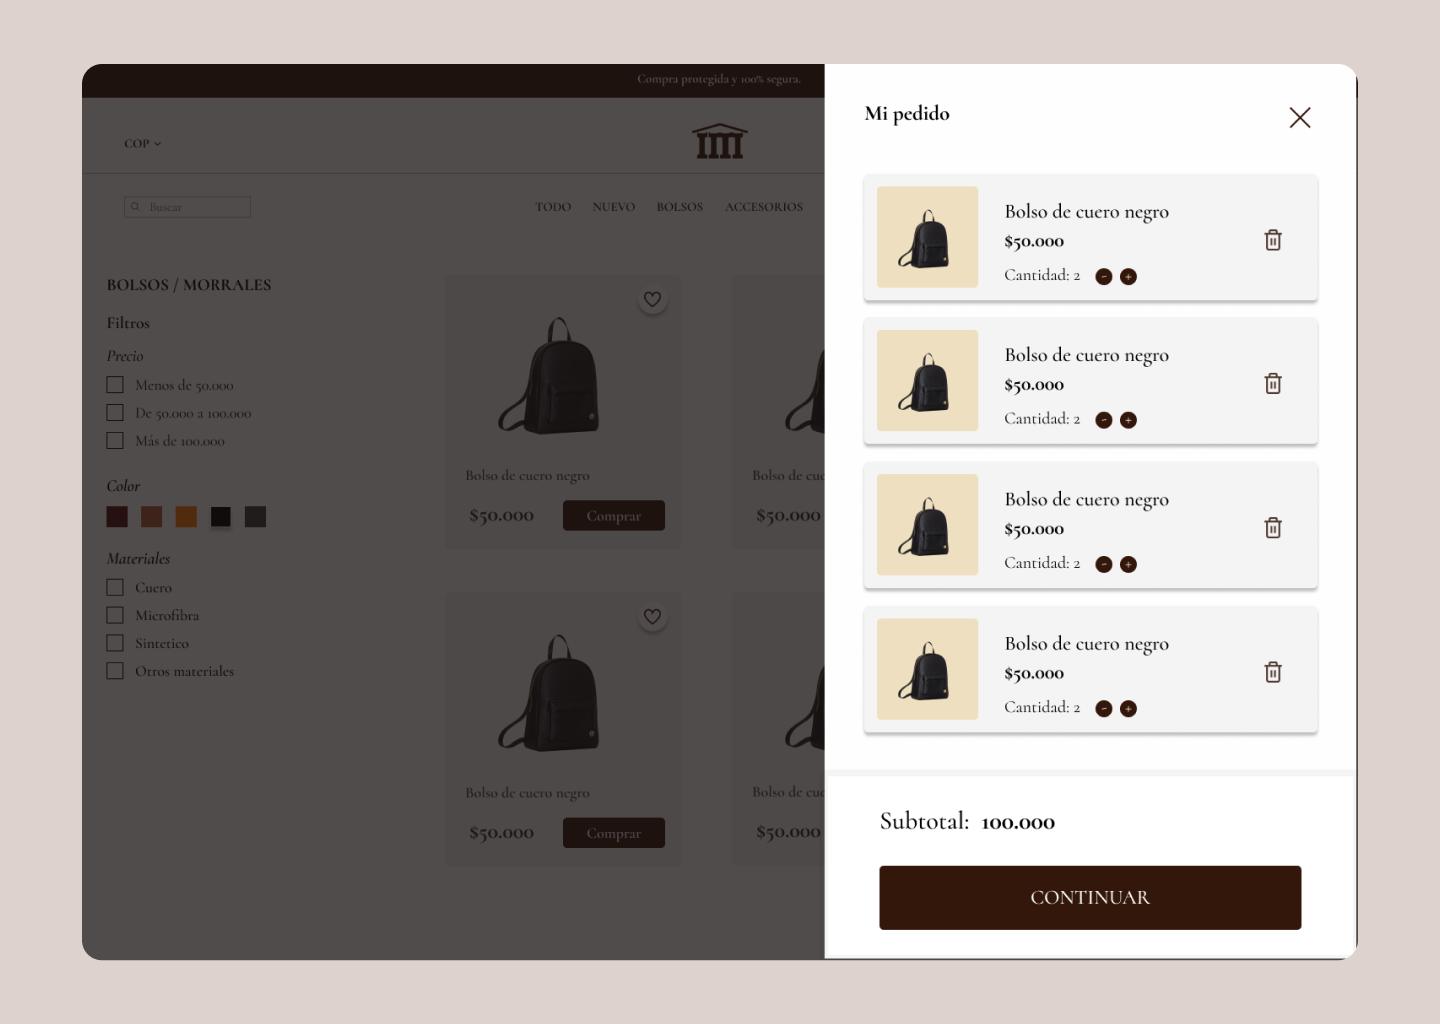 Compra protegida y 100% segura.
COP
Buscar
TODO NUEVO BOLSOS ACCESORIOS
BOLSOS / MORRALES
Filtros
Precio
Menos de 50.000
De 50.000 a 100.000
Más de 100.000
Color
Materiales
Cuero
Microfibra
Sintetico
Otros materiales
Bolso de cuero negro
$50.000 Comprar
Bolso de cue
$50.000
Bolso de cuero negro
$50.000 Comprar
Bolso de cue
$50.000
Mi pedido
Bolso de cuero negro
$50.000
Cantidad: 2 - +
Bolso de cuero negro
$50.000
Cantidad: 2 - +
Bolso de cuero negro
$50.000
Cantidad: 2 - +
Bolso de cuero negro
$50.000
Cantidad: 2 - +
Subtotal: 100.000
CONTINUAR